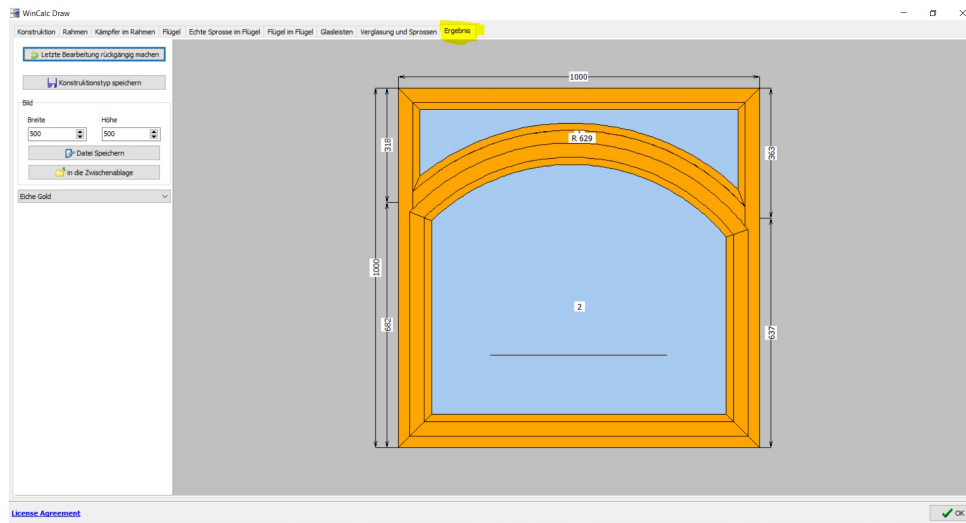 WinCalc Draw
Konstruktion Rahmen Kämpfer im Rahmen Flügel Echte Sprosse im Flügel Flügel im Flügel Glasleisten Verglasung und Sprossen Ergebnis
Letzte Bearbeitung rückgängig machen
Konstruktionstyp speichern
Bild
Breite Höhe
500 500
Datei Speichern
in die Zwischenablage
Eiche Gold
1000
318
R 629
363
1000
2
682
637
License Agreement
OK